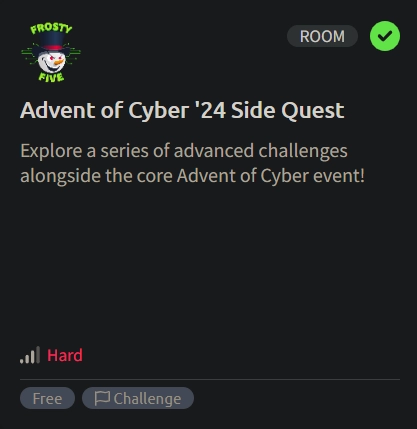 FROSTY
FIVE
ROOM
Advent of Cyber '24 Side Quest
Explore a series of advanced challenges
alongside the core Advent of Cyber event!
Hard
Free
Challenge